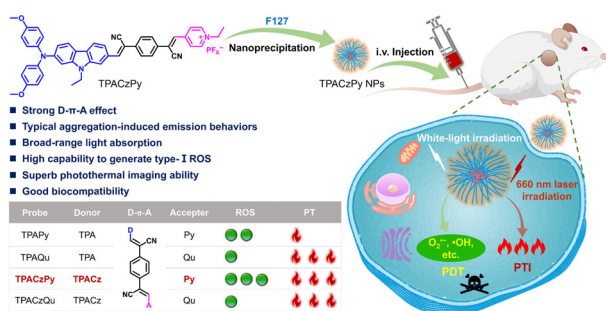 O
N
O
N
CN
CN
N
+
PF6⁻
TPACzPy
F127
Nanoprecipitation
TPACzPy NPs
i.v. Injection
Strong D-π-A effect
Typical aggregation-induced emission behaviors
Broad-range light absorption
High capability to generate type-I ROS
Superb photothermal imaging ability
Good biocompatibility
Probe Donor D-π-A Accepter ROS PT
TPAPy TPA Py
TPAQu TPA Qu
TPACzPy TPACz Py
TPACzQu TPACz Qu
D
CN
NC
A
White-light irradiation
660 nm laser
irradiation
O₂•⁻, •OH,
etc.
PDT
PTI